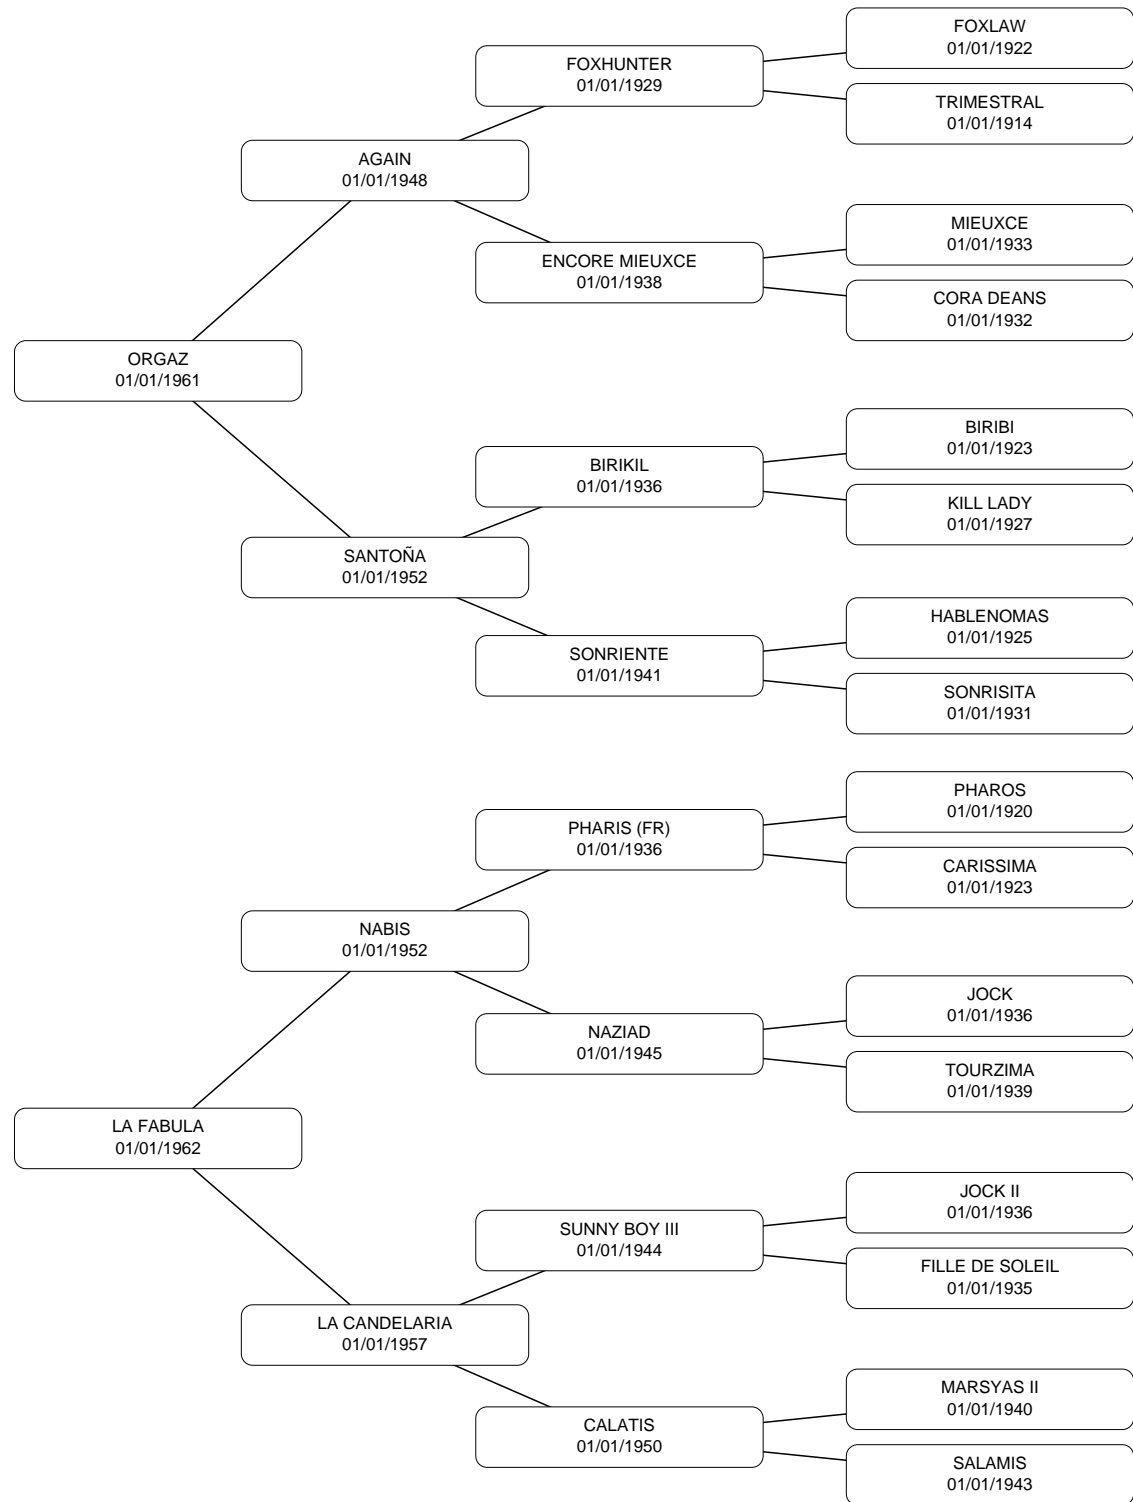 FOXLAW
01/01/1922
FOXHUNTER
01/01/1929
TRIMESTRAL
01/01/1914
AGAIN
01/01/1948
MIEUXCE
01/01/1933
ENCORE MIEUXCE
01/01/1938
CORA DEANS
01/01/1932
ORGAZ
01/01/1961
BIRIBI
01/01/1923
BIRIKIL
01/01/1936
KILL LADY
01/01/1927
SANTOÑA
01/01/1952
HABLENOMAS
01/01/1925
SONRIENTE
01/01/1941
SONRISITA
01/01/1931
PHAROS
01/01/1920
PHARIS (FR)
01/01/1936
CARISSIMA
01/01/1923
NABIS
01/01/1952
JOCK
01/01/1936
NAZIAD
01/01/1945
TOURZIMA
01/01/1939
LA FABULA
01/01/1962
JOCK II
01/01/1936
SUNNY BOY III
01/01/1944
FILLE DE SOLEIL
01/01/1935
LA CANDELARIA
01/01/1957
MARSYAS II
01/01/1940
CALATIS
01/01/1950
SALAMIS
01/01/1943